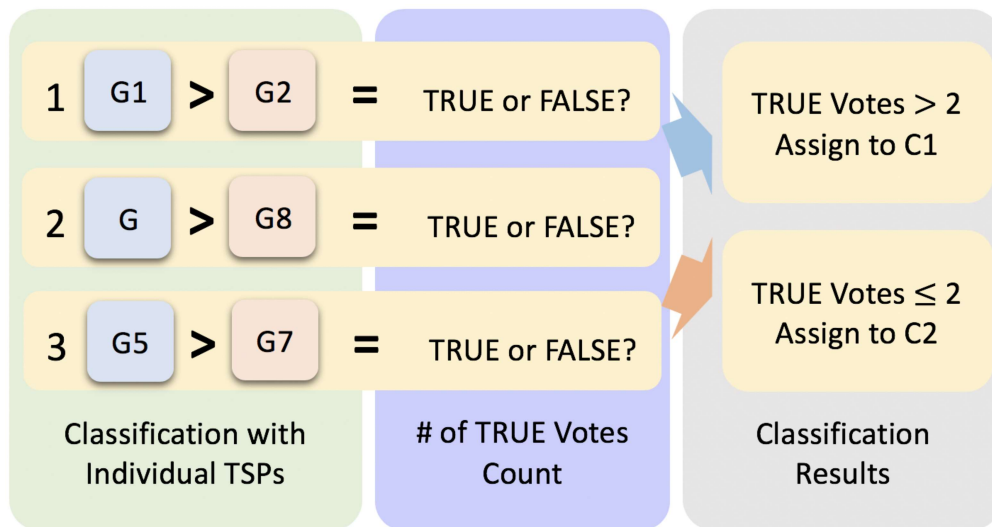 1 G1 > G2 = TRUE or FALSE?
2 G > G8 = TRUE or FALSE?
3 G5 > G7 = TRUE or FALSE?
Classification with
Individual TSPs
# of TRUE Votes
Count
TRUE Votes > 2
Assign to C1
TRUE Votes ≤ 2
Assign to C2
Classification
Results